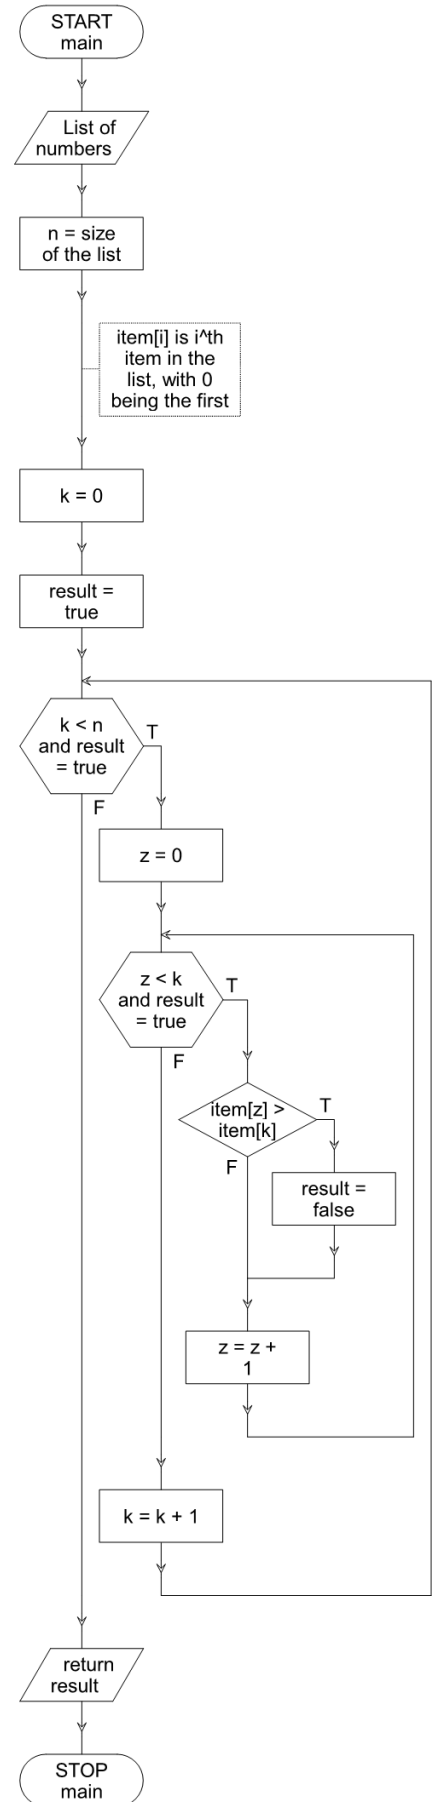 START
main
List of
numbers
n = size
of the list
item[i] is i^th
item in the
list, with 0
being the first
k = 0
result =
true
k < n
and result
= true
T
F
z = 0
z < k
and result
= true
T
F
item[z] >
item[k]
T
F
result =
false
z = z +
1
k = k + 1
return
result
STOP
main